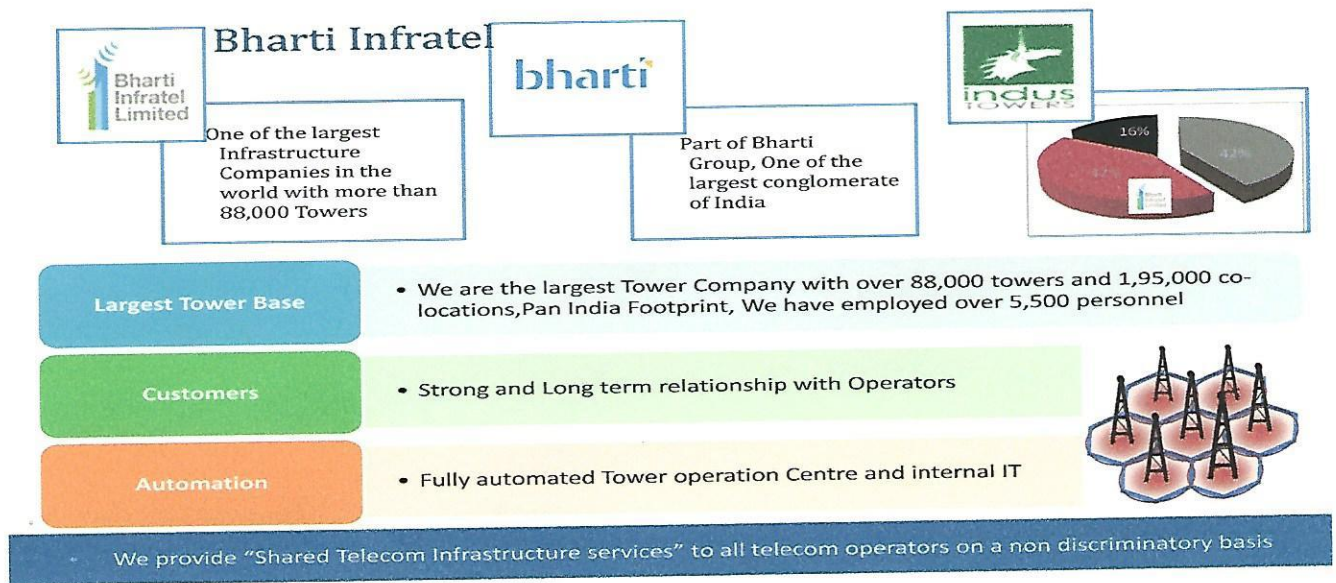 Bharti Infratel
Bharti
Infratel
Limited
bharti
indus
TOWERS
One of the largest
Infrastructure
Companies in the
world with more than
88,000 Towers
Part of Bharti
Group, One of the
largest conglomerate
of India
16%
42%
42%
Largest Tower Base
• We are the largest Tower Company with over 88,000 towers and 1,95,000 co-
locations,Pan India Footprint, We have employed over 5,500 personnel
Customers
• Strong and Long term relationship with Operators
Automation
• Fully automated Tower operation Centre and internal IT
We provide “Shared Telecom Infrastructure services” to all telecom operators on a non discriminatory basis